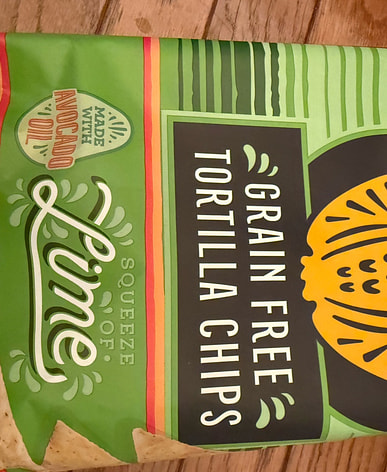 GRAIN FREE
TORTILLA CHIPS
SQUEEZE
OF
Lime
MADE
WITH
AVOCADO
OIL